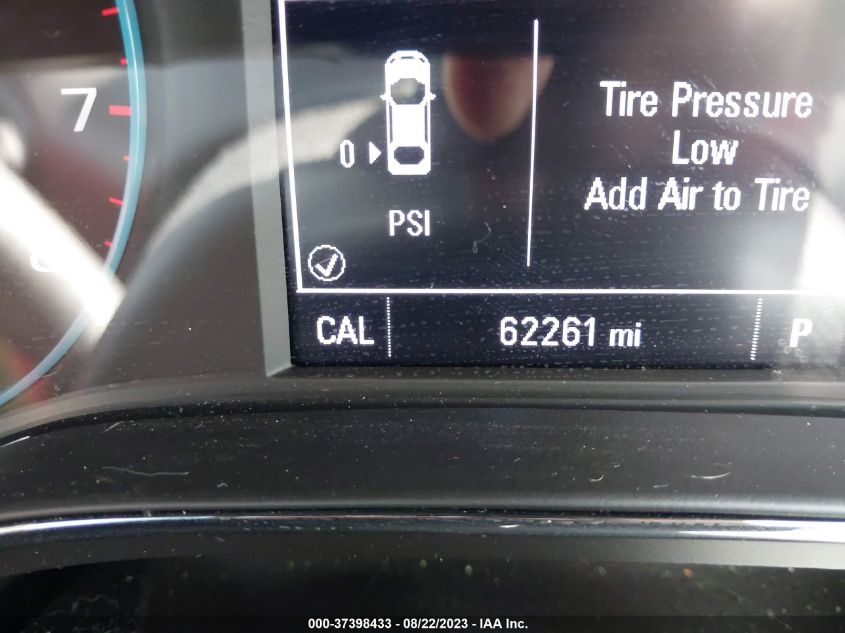 7
Tire Pressure
Low
Add Air to Tire
0
PSI
CAL
62261 mi
P
000-37398433 - 08/22/2023 - IAA Inc.